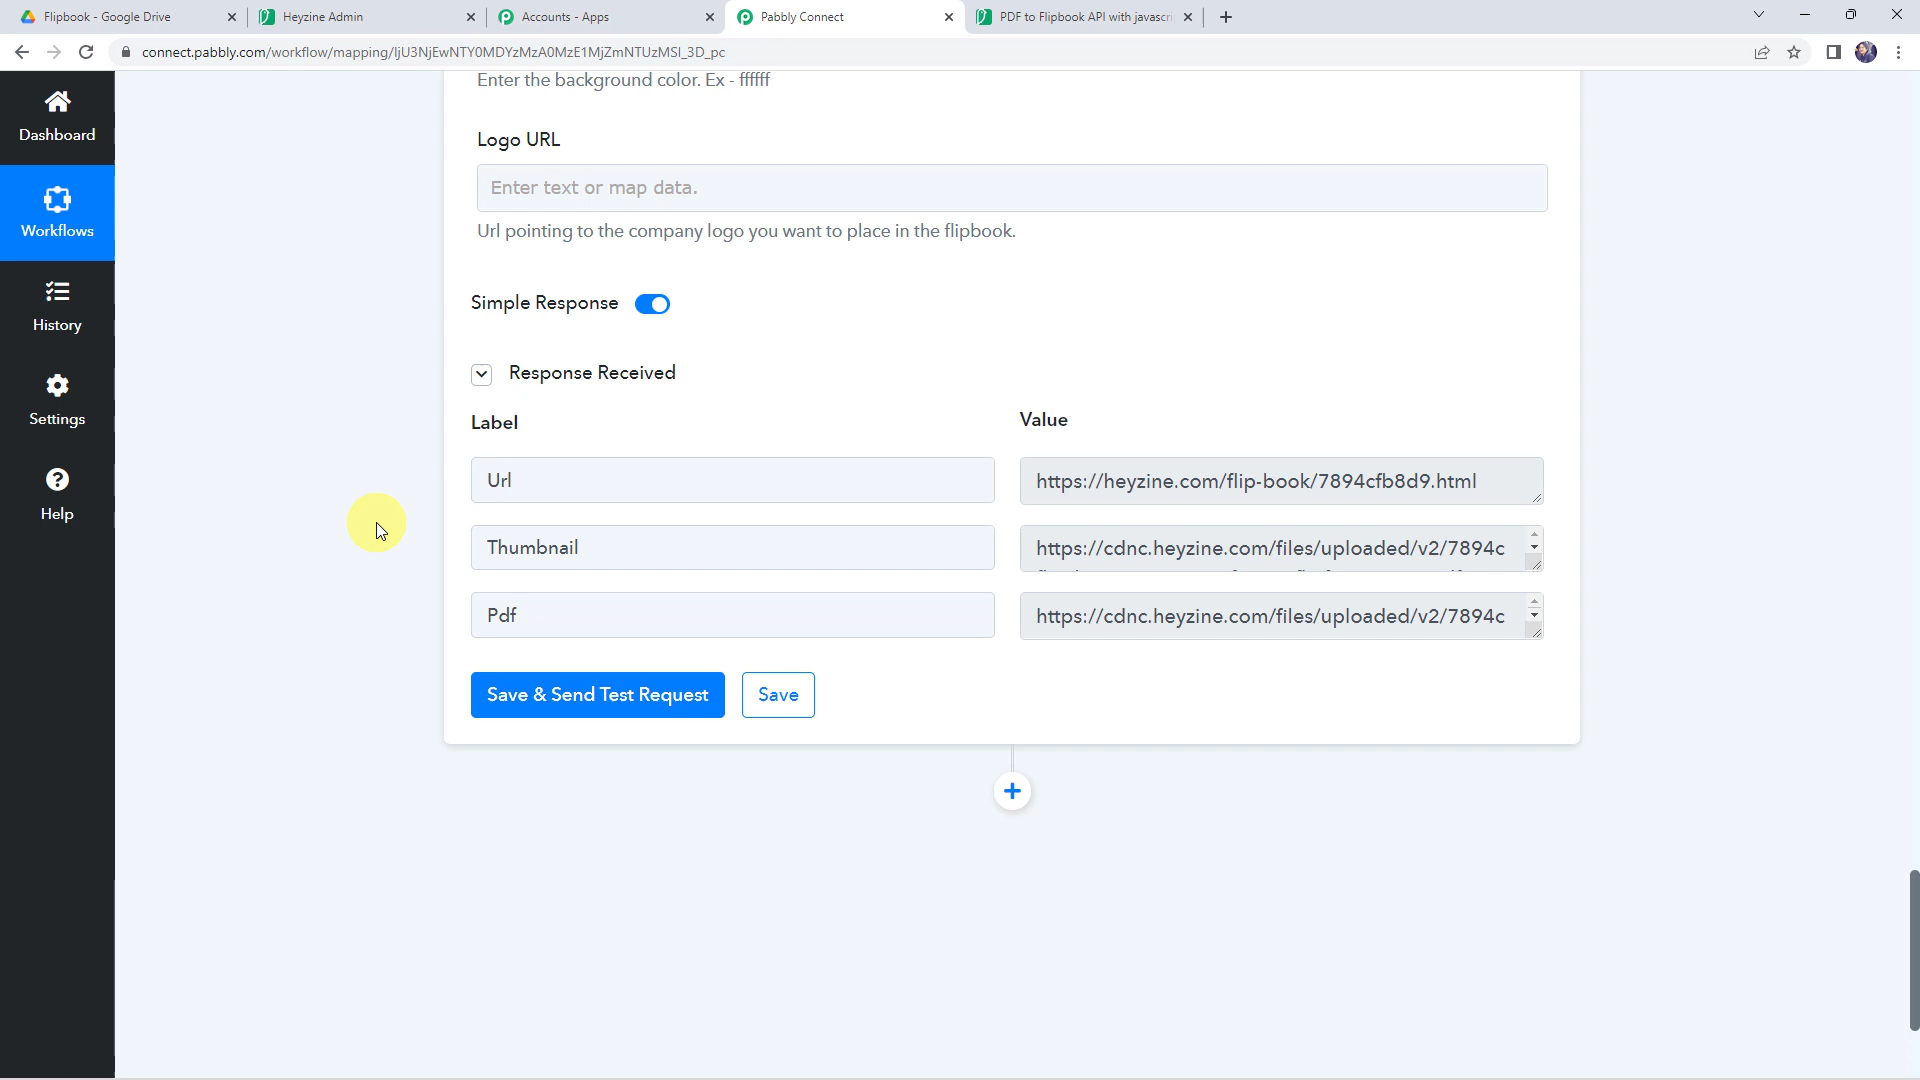 Flipbook - Google Drive
Heyzine Admin
Accounts - Apps
Pabbly Connect
PDF to Flipbook API with javascri
connect.pabbly.com/workflow/mapping/IjU3NjEwNTY0MDYzMzA0MzE1MjZmNTUzMSI_3D_pc
Dashboard
Workflows
History
Settings
Help
Enter the background color. Ex - ffffff
Logo URL
Enter text or map data.
Url pointing to the company logo you want to place in the flipbook.
Simple Response
Response Received
Label
Value
Url
https://heyzine.com/flip-book/7894cfb8d9.html
Thumbnail
https://cdnc.heyzine.com/files/uploaded/v2/7894c
Pdf
https://cdnc.heyzine.com/files/uploaded/v2/7894c
Save & Send Test Request
Save